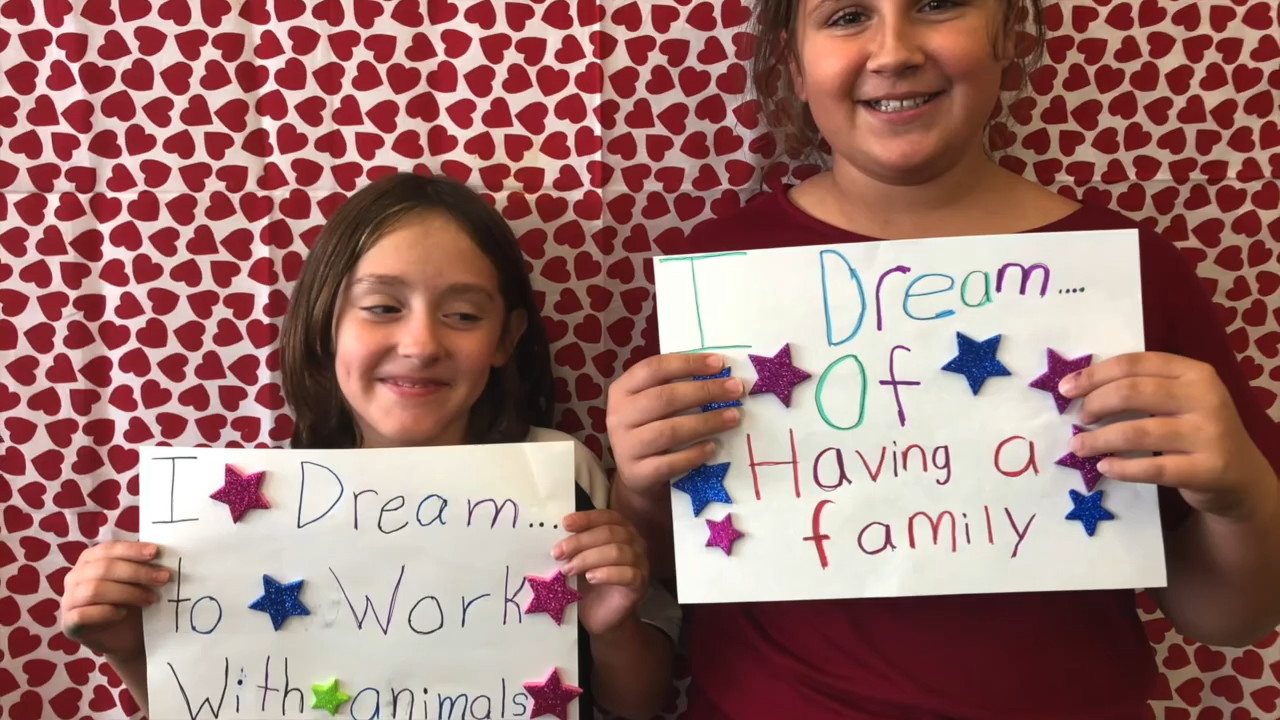 I Dream...
to Work
With animals
I Dream....
Of
Having a
family